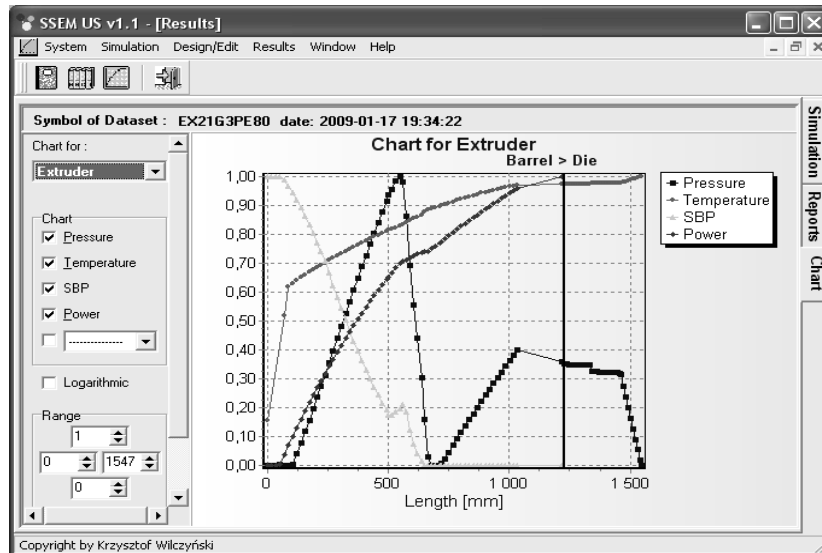 SSEM US v1.1 - [Results]
System Simulation Design/Edit Results Window Help
Symbol of Dataset : EX21G3PE80 date: 2009-01-17 19:34:22
Chart for :
Extruder
Chart
Pressure
Temperature
SBP
Power
--------------
Logarithmic
Range
1
0 1547
0
Chart for Extruder
Barrel > Die
1,00
0,90
0,80
0,70
0,60
0,50
0,40
0,30
0,20
0,10
0,00
0 500 1 000 1 500
Length [mm]
Pressure
Temperature
SBP
Power
Simulation
Reports
Chart
Copyright by Krzysztof Wilczyński